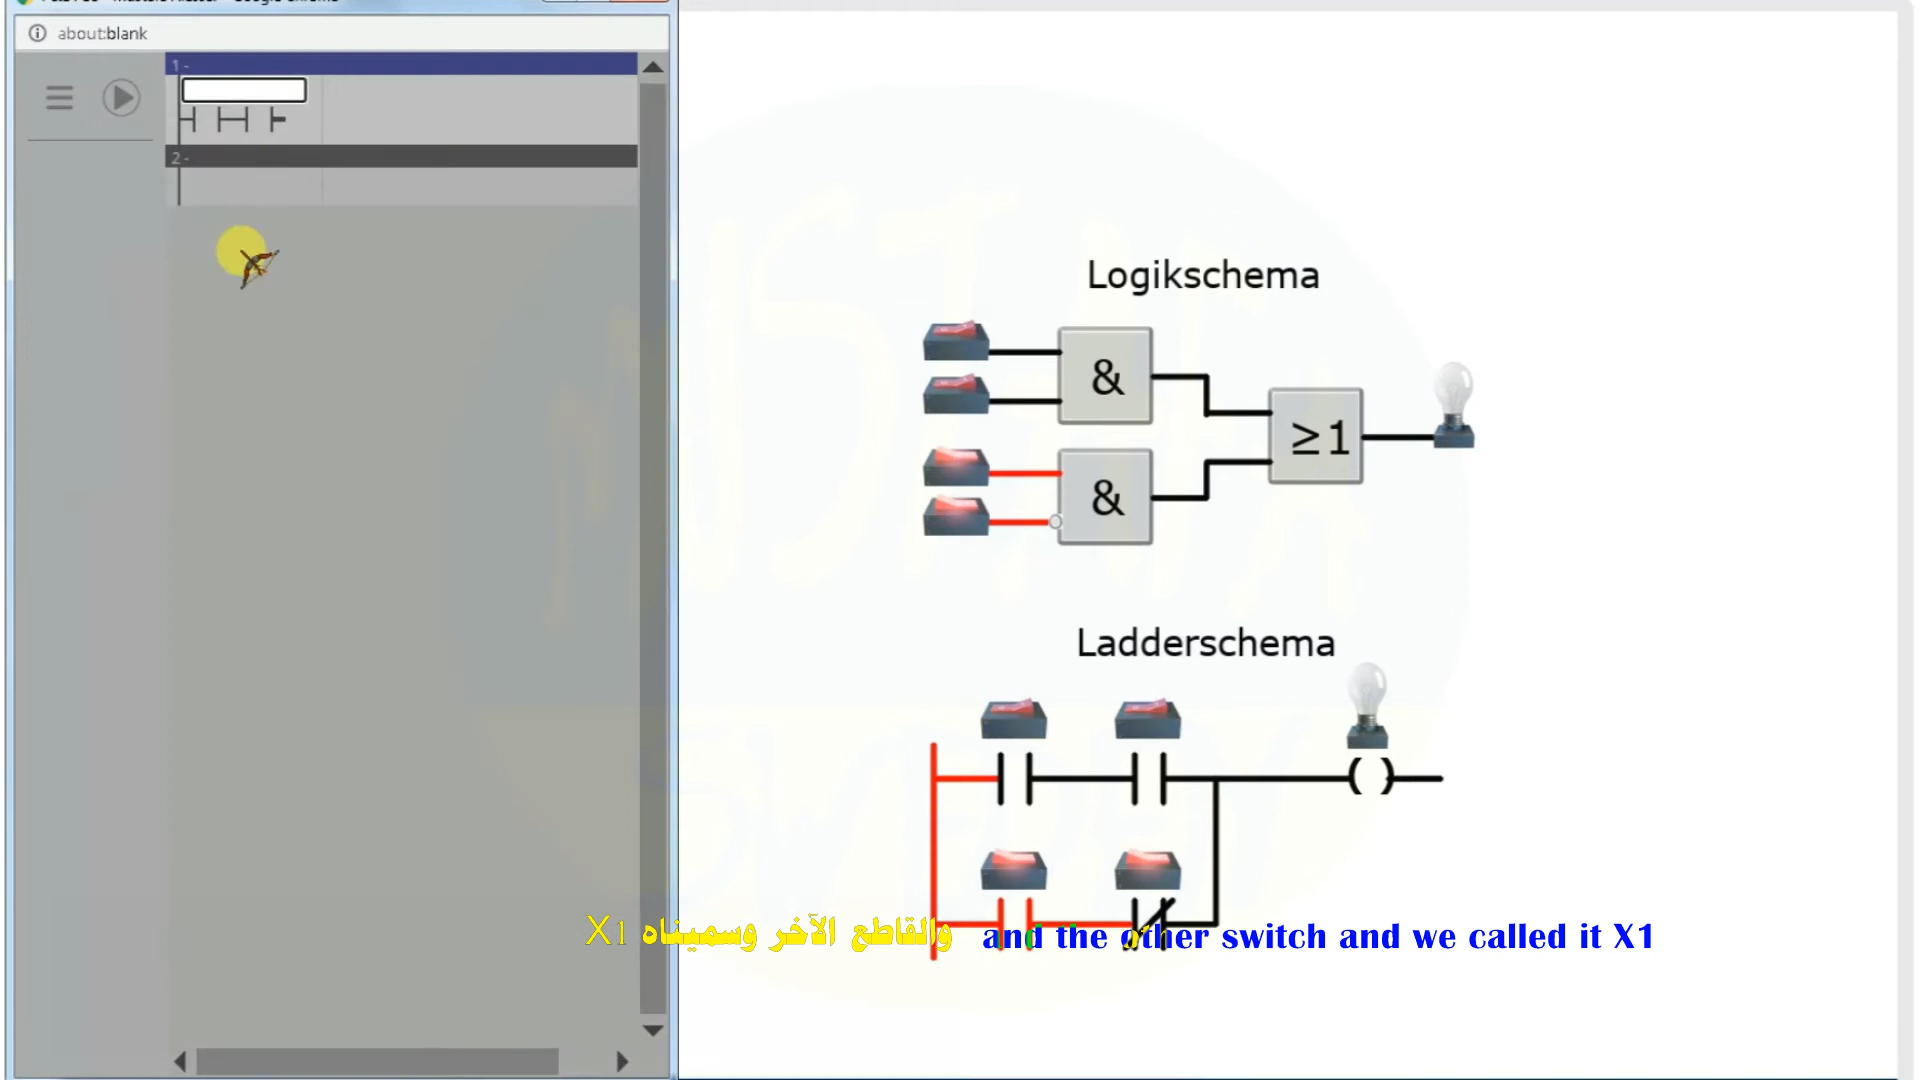 about:blank
1 -
2 -
Logikschema
&
&
≥1
Ladderschema
( )
والقاطع الآخر وسميناه X1
and the other switch and we called it X1